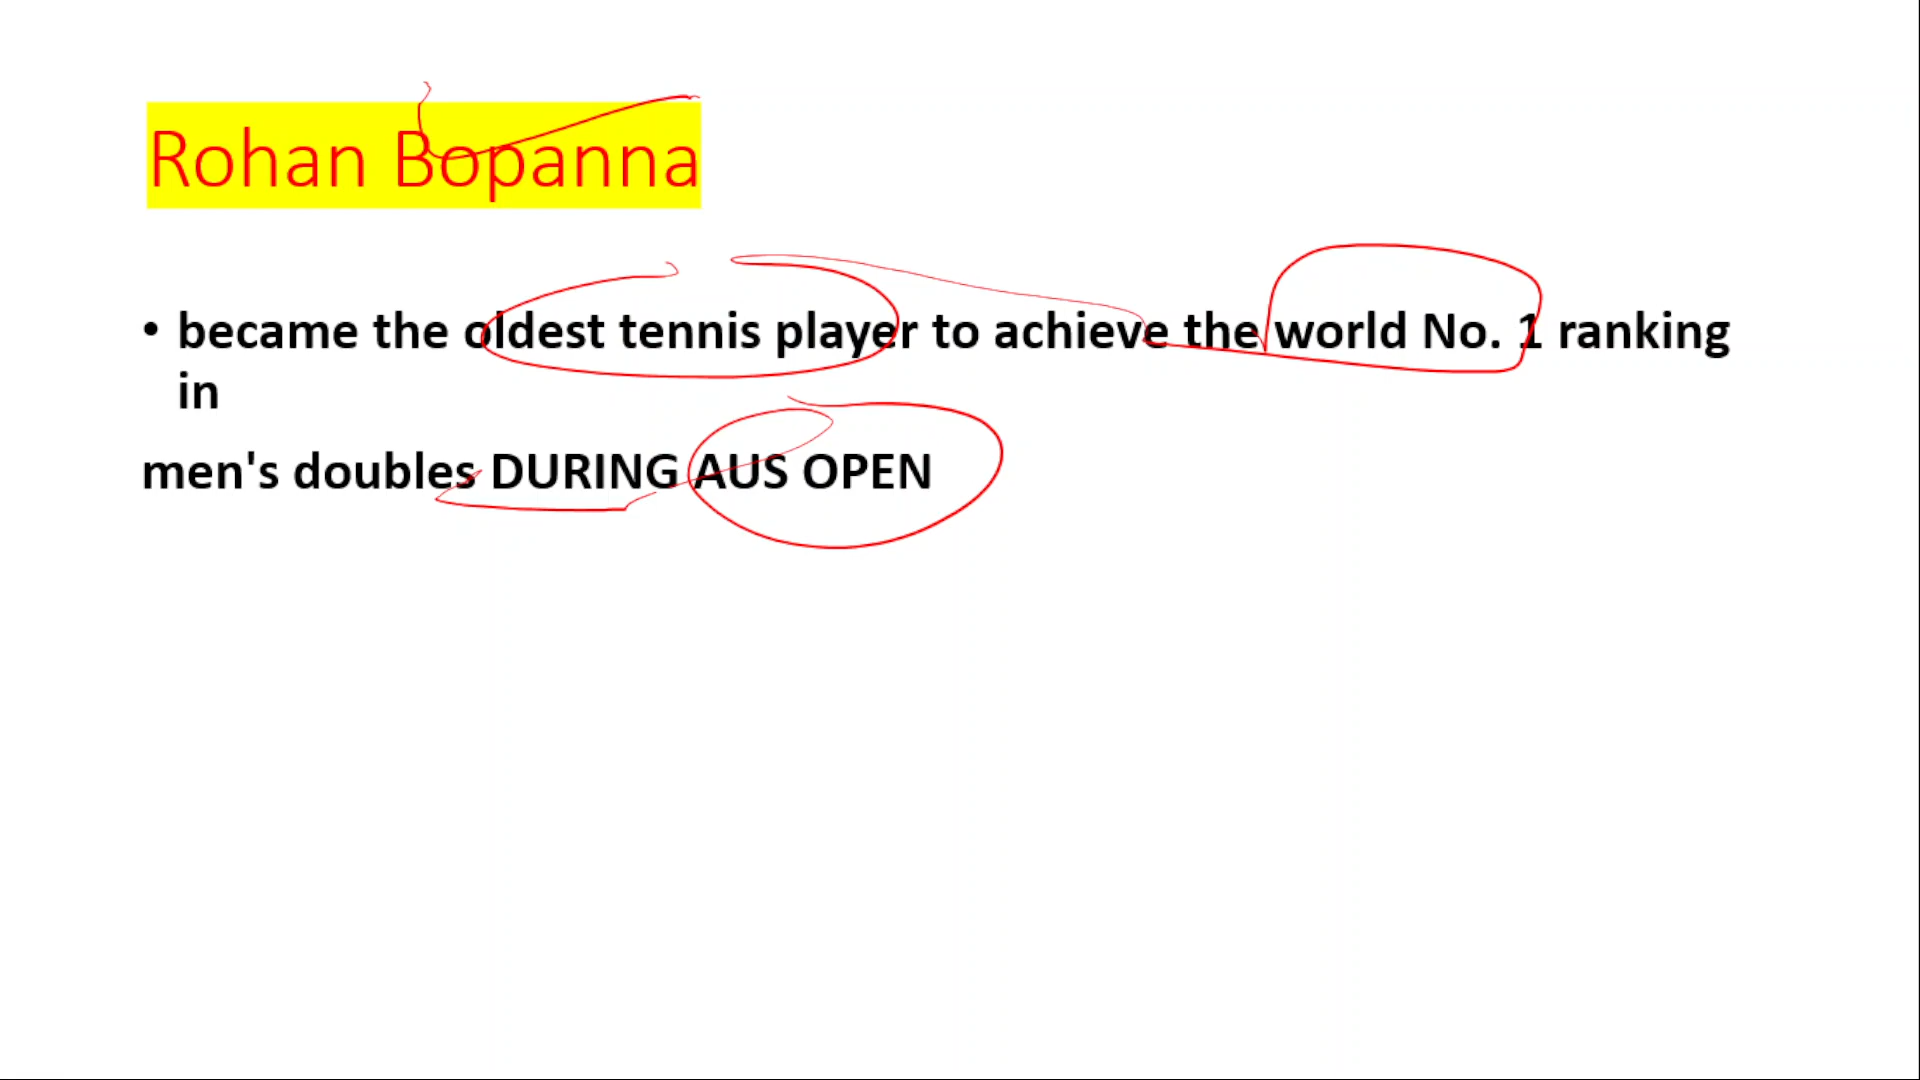 Rohan Bopanna
• became the oldest tennis player to achieve the world No. 1 ranking
in
men's doubles DURING AUS OPEN